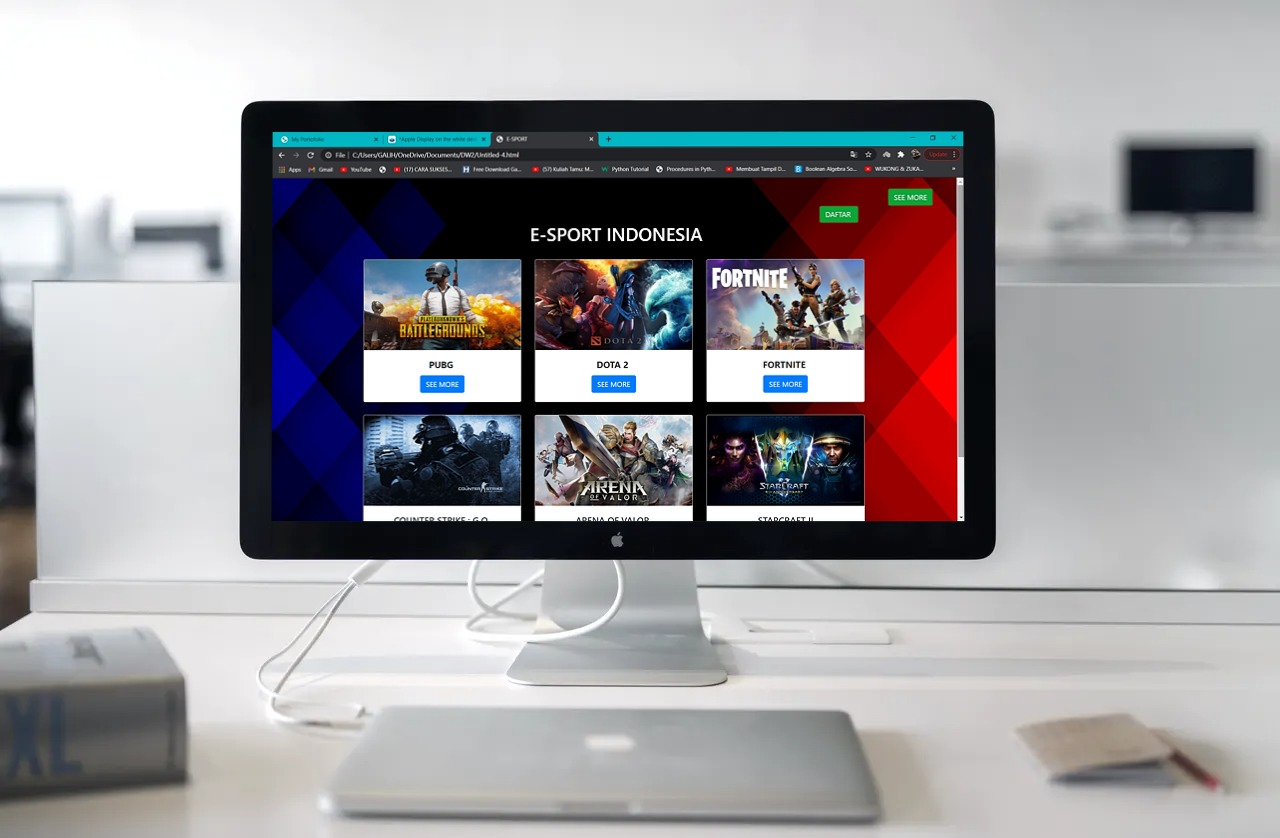 My Portofolio
"Apple Display on the white des
E-SPORT
File | C:/Users/GALIH/OneDrive/Documents/DW2/Untitled-4.html
Update
Apps
Gmail
YouTube
(17) CARA SUKSES...
Free Download Ga...
(57) Kuliah Tamu: M...
Python Tutorial
Procedures in Pyth...
Membuat Tampil D...
Boolean Algebra So...
WUKONG & ZUKA...
SEE MORE
DAFTAR
E-SPORT INDONESIA
PLAYERUNKNOWN'S
BATTLEGROUNDS
DOTA 2
FORTNITE
PUBG
DOTA 2
FORTNITE
SEE MORE
SEE MORE
SEE MORE
COUNTER STRIKE
ARENA
OF VALOR
STARCRAFT
COUNTER STRIKE : G.O
ARENA OF VALOR
STARCRAFT II
XL